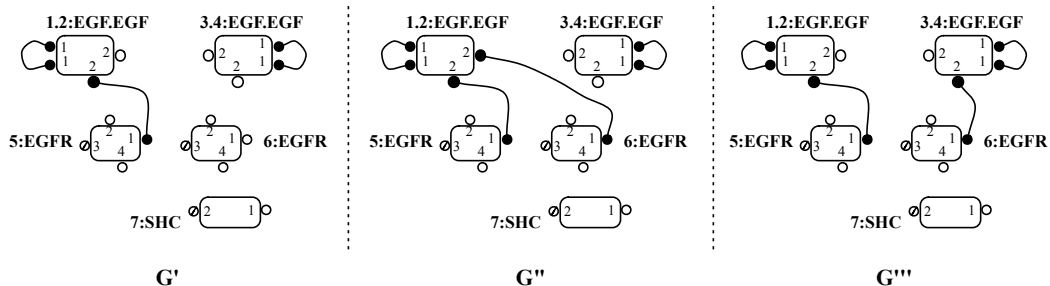 1.2:EGF.EGF 3.4:EGF.EGF
1 2 2 1
1 2 2 1
2 2
5:EGFR 3 4 1 3 4 1 6:EGFR
7:SHC 2 1
G'
1.2:EGF.EGF 3.4:EGF.EGF
1 2 2 1
1 2 2 1
2 2
5:EGFR 3 4 1 3 4 1 6:EGFR
7:SHC 2 1
G''
1.2:EGF.EGF 3.4:EGF.EGF
1 2 2 1
1 2 2 1
2 2
5:EGFR 3 4 1 3 4 1 6:EGFR
7:SHC 2 1
G'''